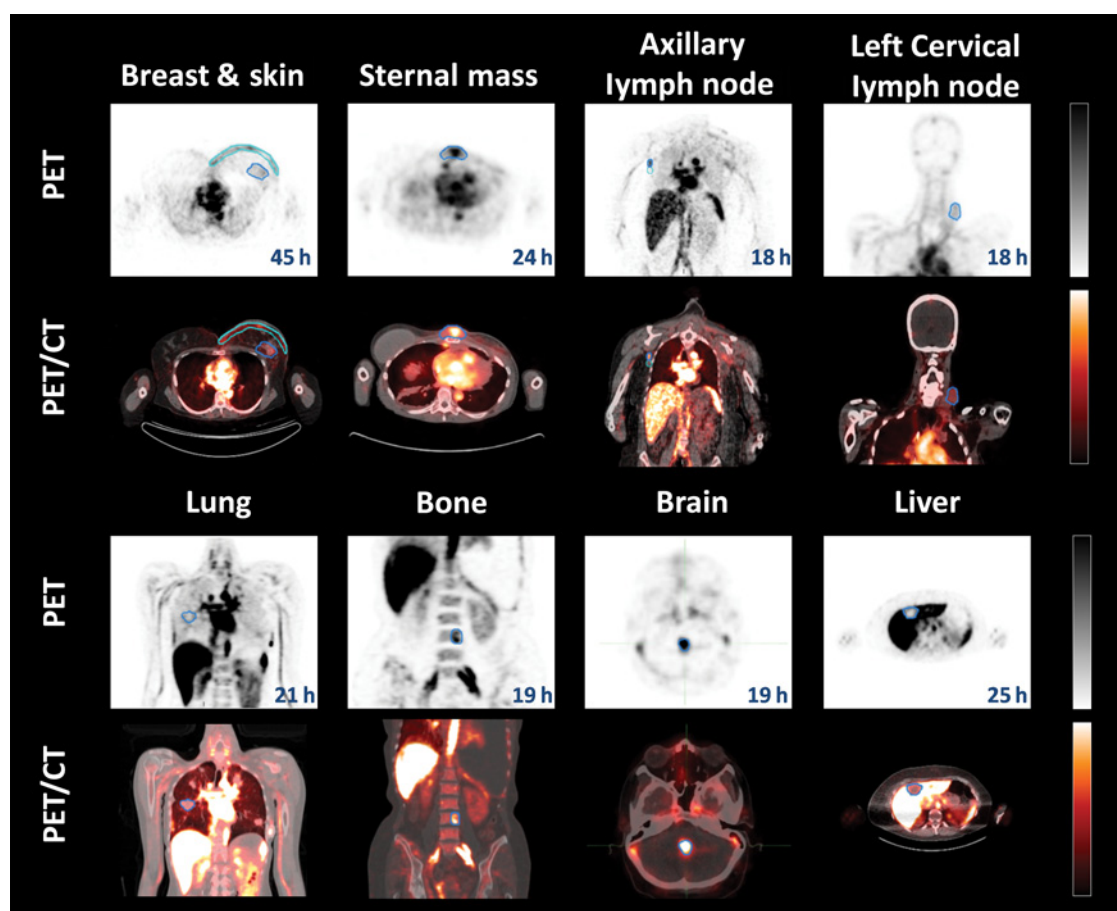 Breast & skin
Sternal mass
Axillary
lymph node
Left Cervical
lymph node
PET
45 h
24 h
18 h
18 h
PET/CT
Lung
Bone
Brain
Liver
PET
21 h
19 h
19 h
25 h
PET/CT